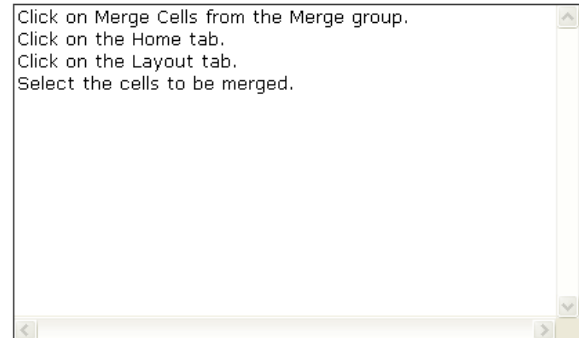 Click on Merge Cells from the Merge group.
Click on the Home tab.
Click on the Layout tab.
Select the cells to be merged.